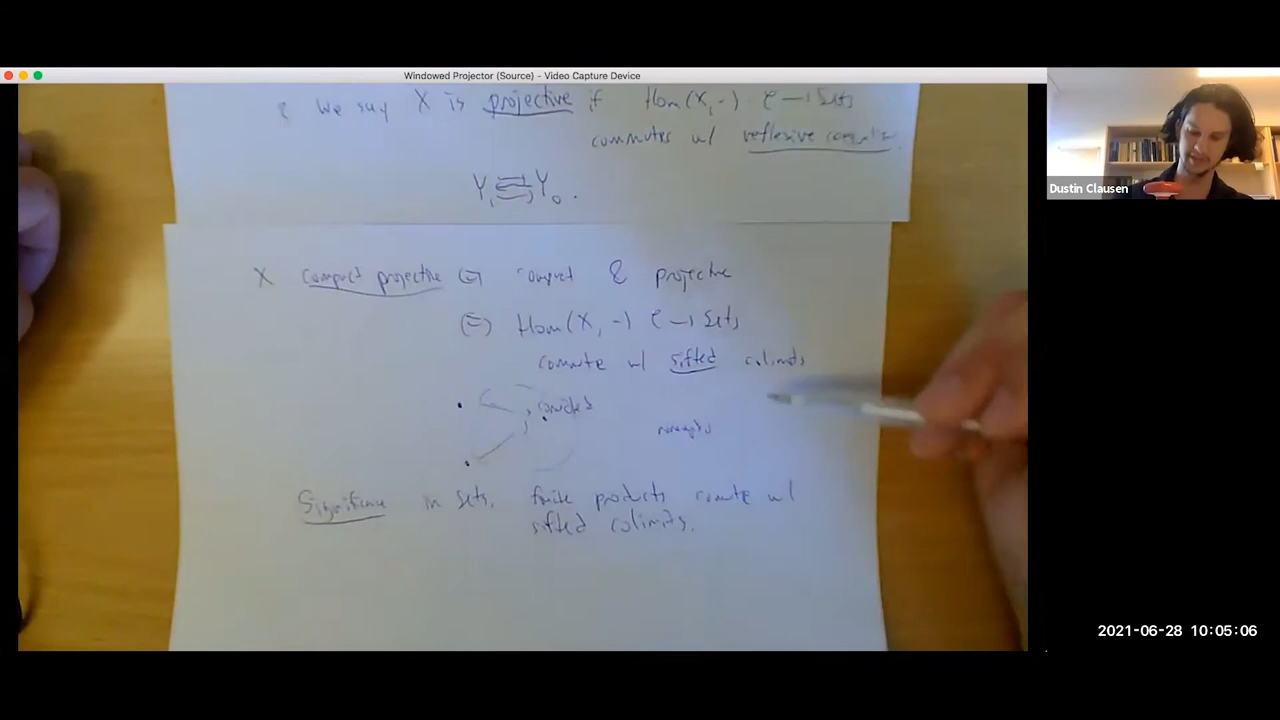 Windowed Projector (Source) - Video Capture Device
We say X is projective if Hom(X, -) : C → Sets
commutes w/ reflexive
Y₁ ⇉ Y₀.
Dustin Clausen
X compact projective (=) compact & projective
(=) Hom(X, -) C → Sets
commute w/ sifted colimits
nonempty
Significance in Sets, finite products commute w/
sifted colimits.
2021-06-28 10:05:06